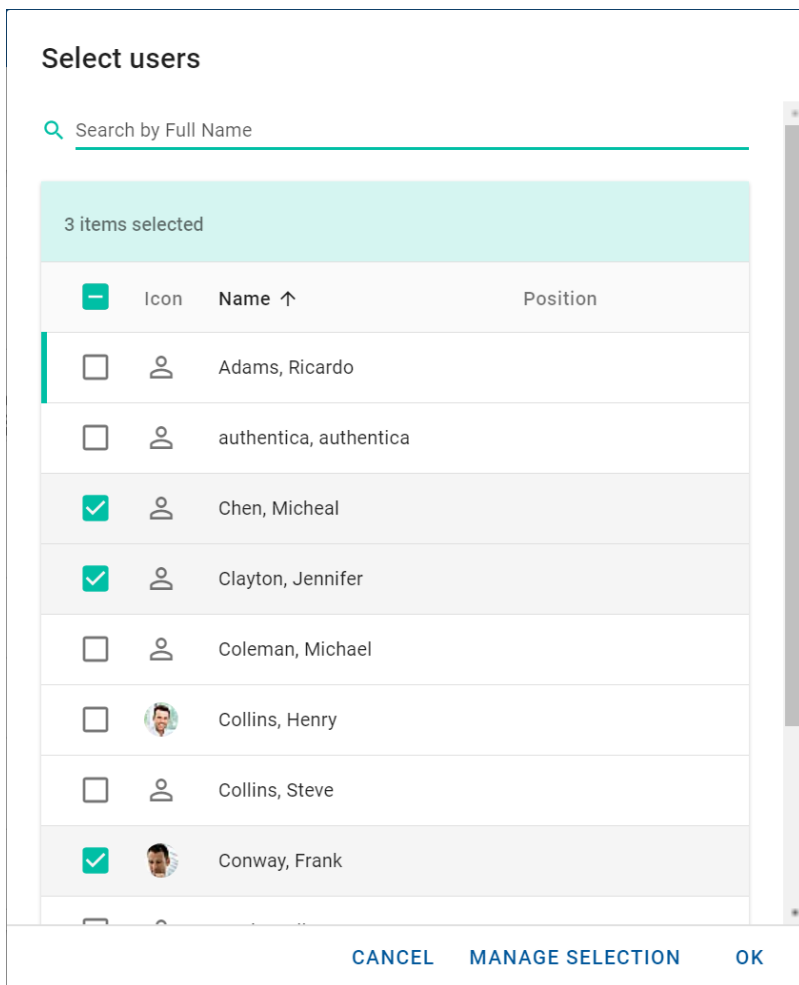 Select users
Search by Full Name
3 items selected
Icon Name Position
Adams, Ricardo
authentica, authentica
Chen, Micheal
Clayton, Jennifer
Coleman, Michael
Collins, Henry
Collins, Steve
Conway, Frank
CANCEL MANAGE SELECTION OK